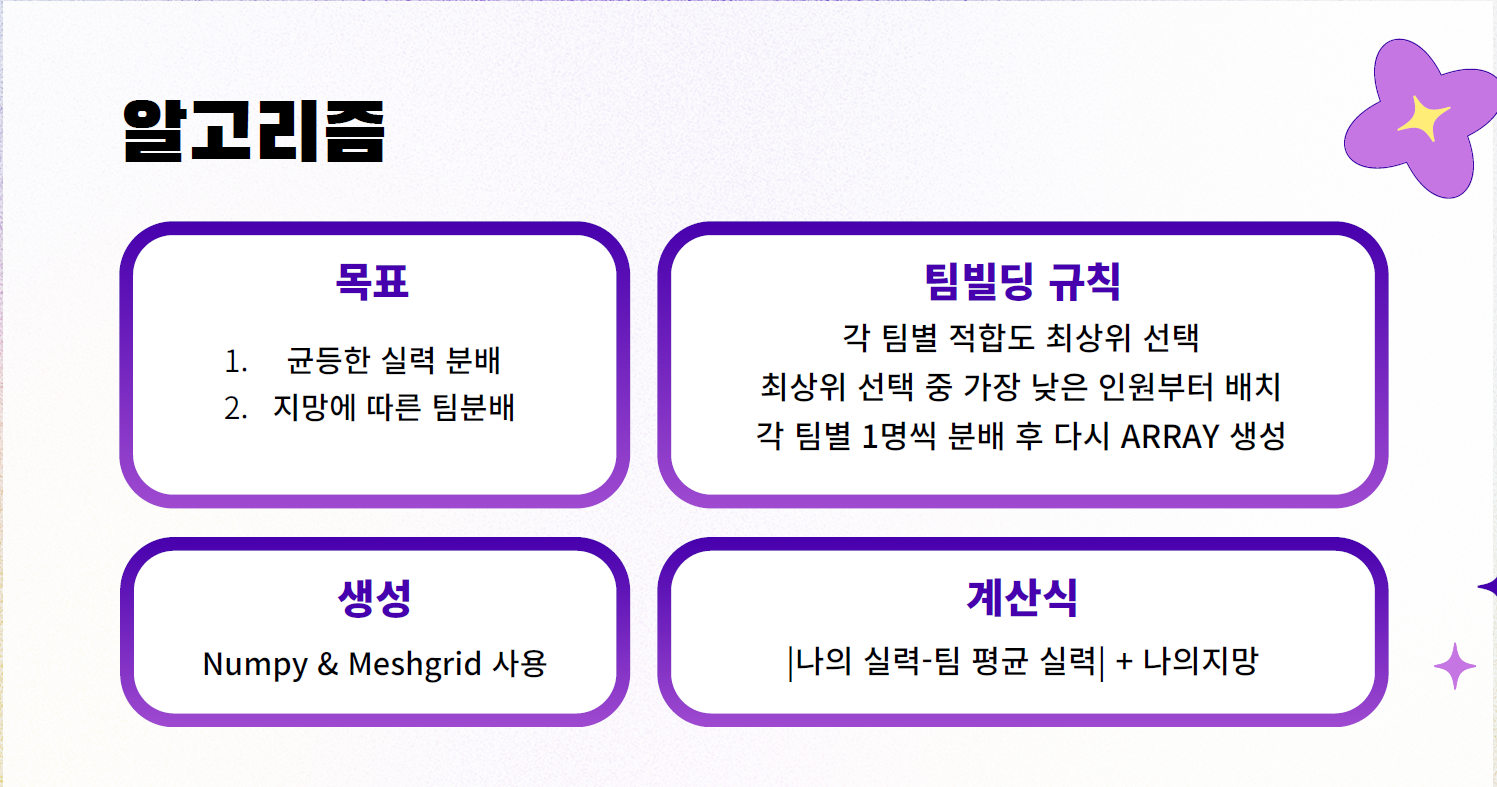 알고리즘
목표
1. 균등한 실력 분배
2. 지망에 따른 팀분배
팀빌딩 규칙
각 팀별 적합도 최상위 선택
최상위 선택 중 가장 낮은 인원부터 배치
각 팀별 1명씩 분배 후 다시 ARRAY 생성
생성
Numpy & Meshgrid 사용
계산식
|나의 실력-팀 평균 실력| + 나의지망